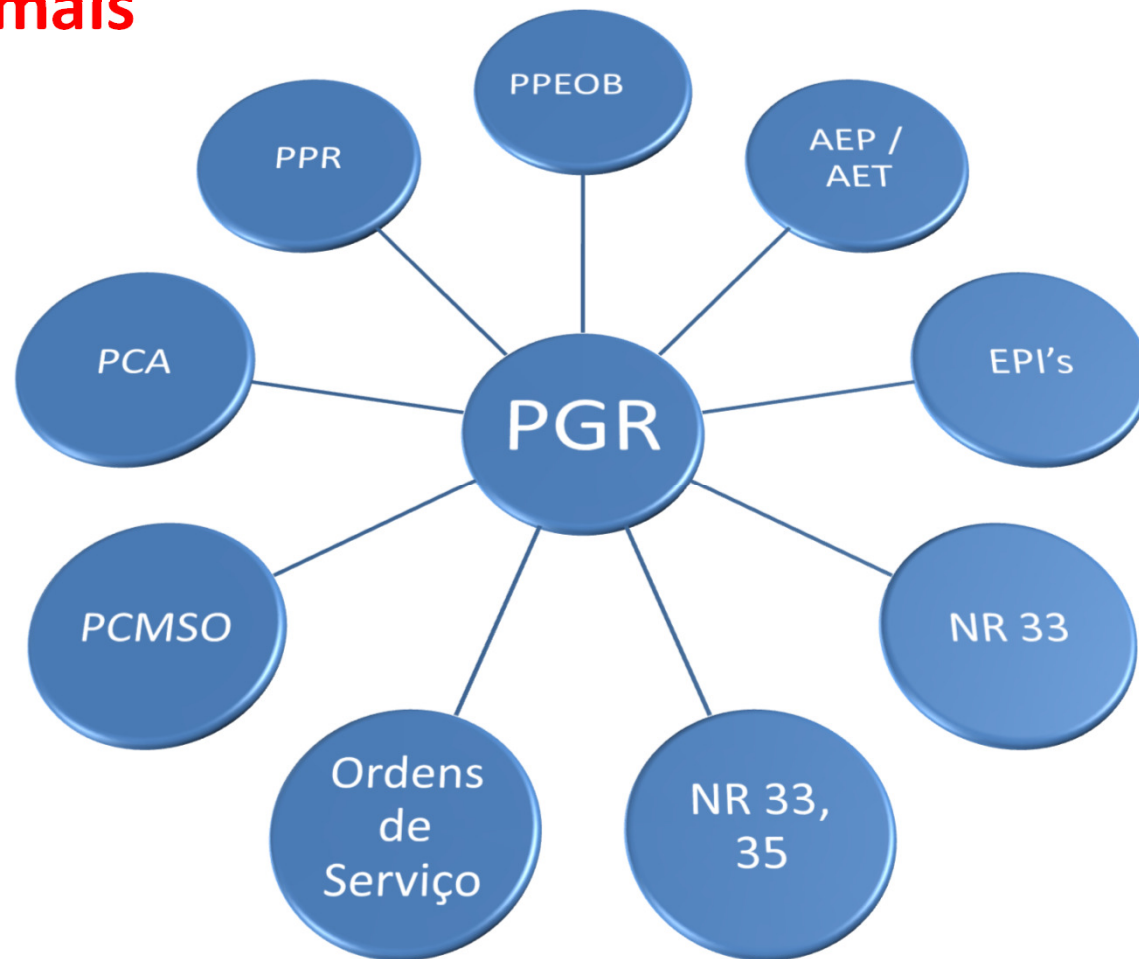 mais
PPEOB
PPR
AEP /
AET
PCA
EPI's
PGR
PCMSO
NR 33
Ordens
de
Serviço
NR 33,
35